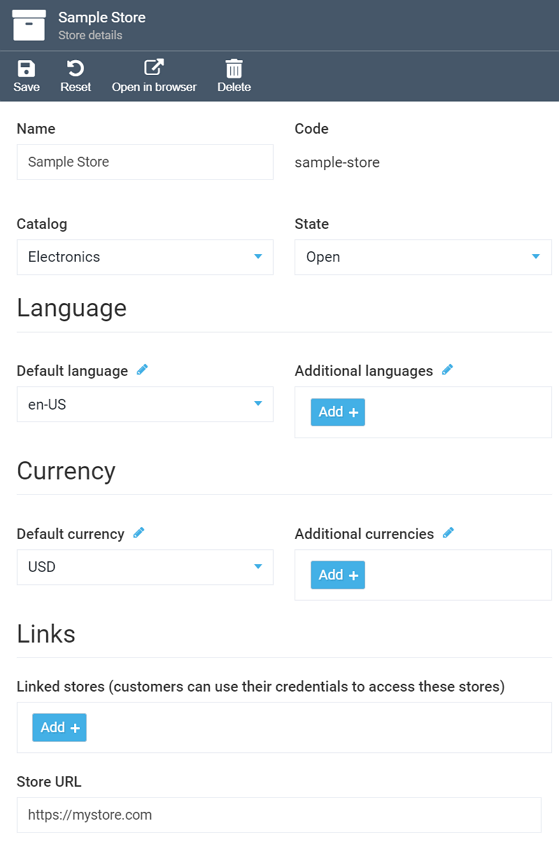 Sample Store
Store details
Save Reset Open in browser Delete
Name Code
Sample Store sample-store
Catalog State
Electronics Open
Language
Default language Additional languages
en-US Add +
Currency
Default currency Additional currencies
USD Add +
Links
Linked stores (customers can use their credentials to access these stores)
Add +
Store URL
https://mystore.com